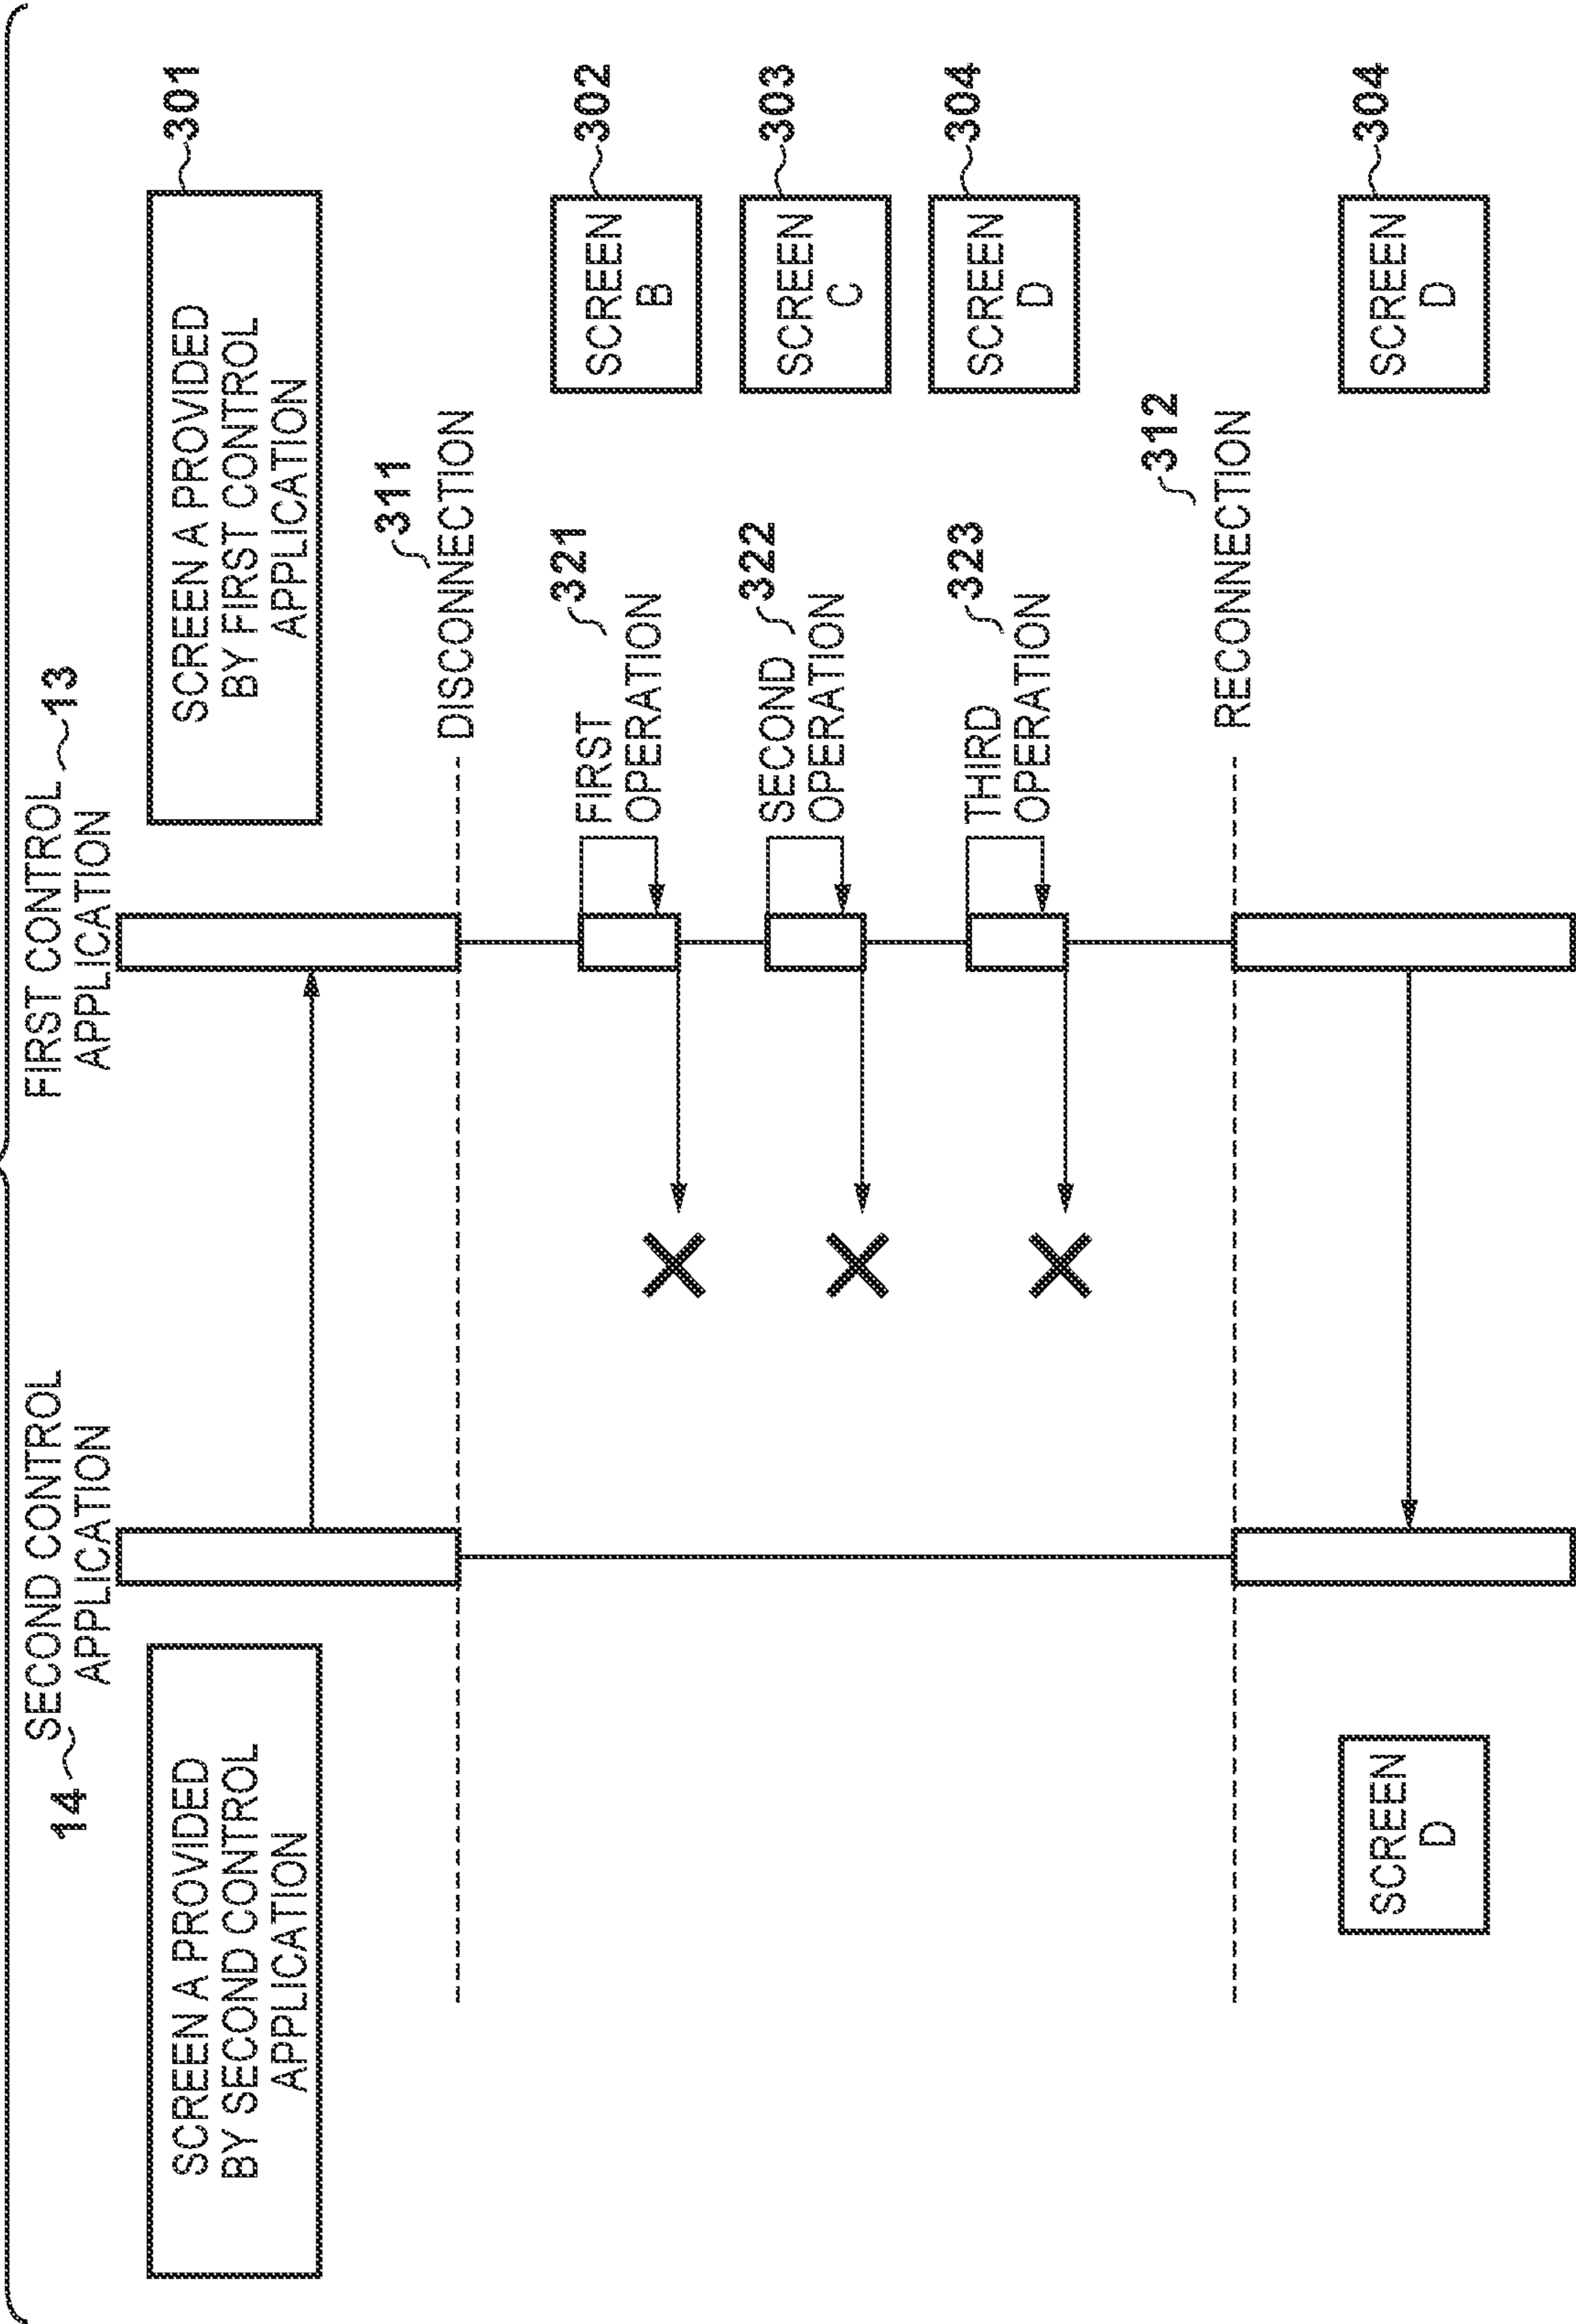 14
SECOND CONTROL
APPLICATION
FIRST CONTROL
APPLICATION
13
SCREEN A PROVIDED
BY SECOND CONTROL
APPLICATION
SCREEN A PROVIDED
BY FIRST CONTROL
APPLICATION
301
311
DISCONNECTION
FIRST
OPERATION
321
SCREEN
B
302
SECOND
OPERATION
322
SCREEN
C
303
THIRD
OPERATION
323
SCREEN
D
304
312
RECONNECTION
SCREEN
D
SCREEN
D
304